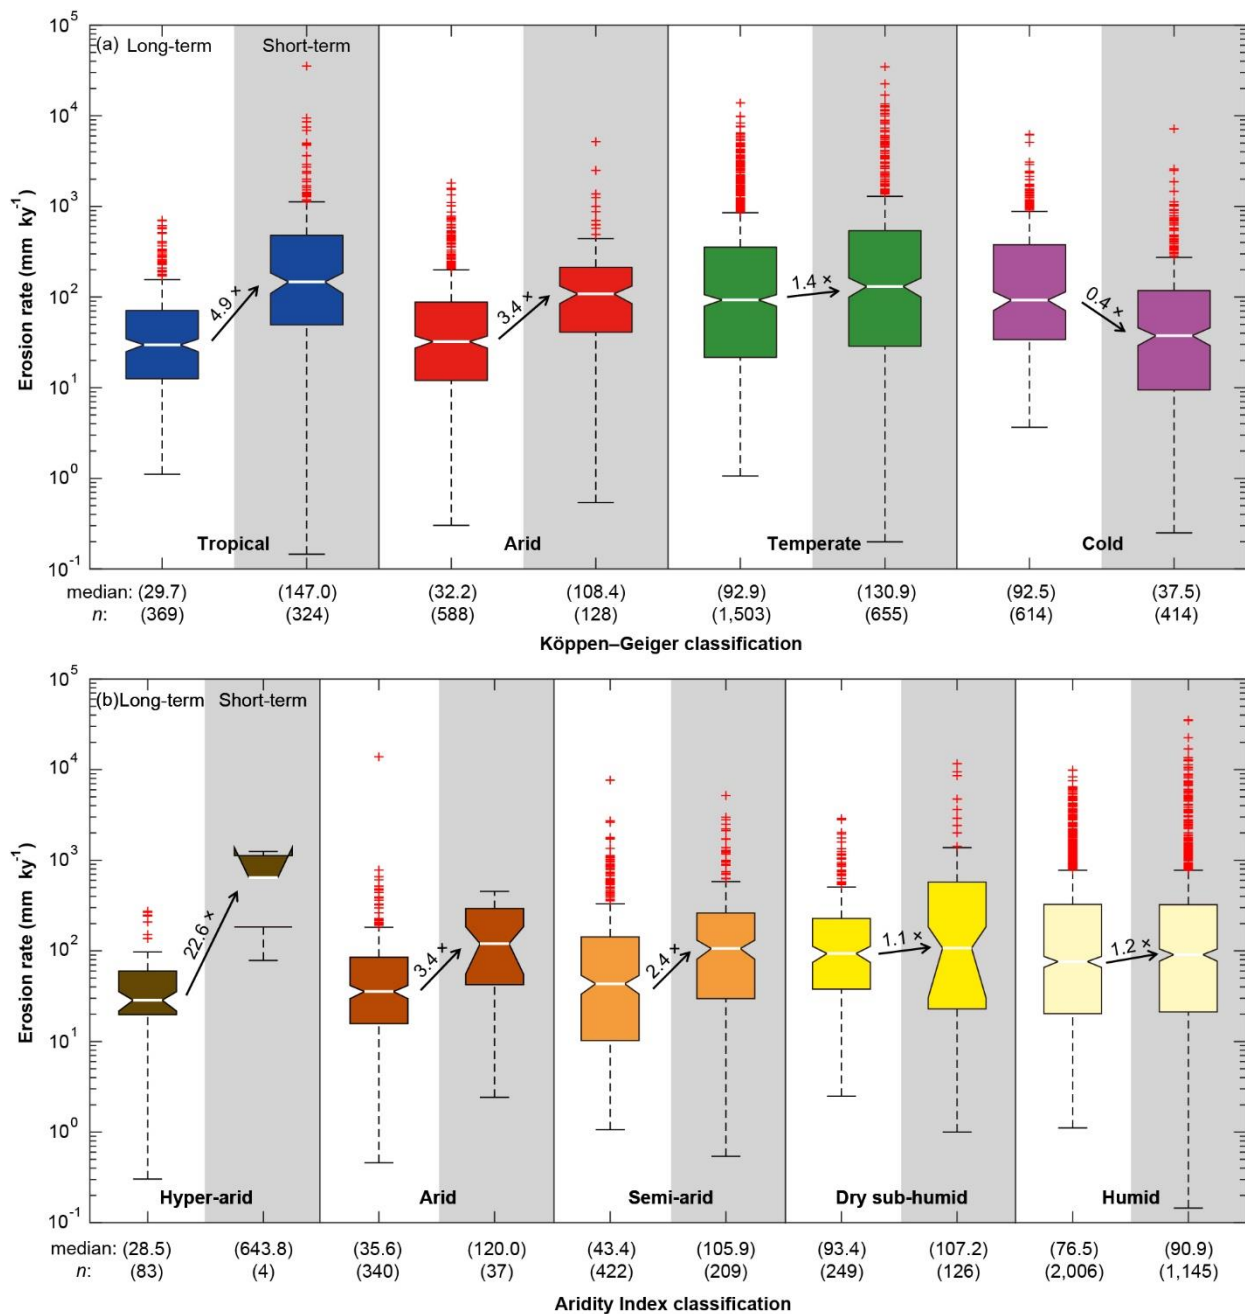 (a) Long-term Short-term
10^5
10^4
10^3
10^2
10^1
10^0
10^-1
Erosion rate (mm ky^-1)
4.9 × 3.4 × 1.4 × 0.4 ×
Tropical Arid Temperate Cold
median: (29.7) (147.0) (32.2) (108.4) (92.9) (130.9) (92.5) (37.5)
n: (369) (324) (588) (128) (1,503) (655) (614) (414)
Köppen–Geiger classification
(b) Long-term Short-term
10^5
10^4
10^3
10^2
10^1
10^0
10^-1
Erosion rate (mm ky^-1)
22.6 × 3.4 × 2.4 × 1.1 × 1.2 ×
Hyper-arid Arid Semi-arid Dry sub-humid Humid
median: (28.5) (643.8) (35.6) (120.0) (43.4) (105.9) (93.4) (107.2) (76.5) (90.9)
n: (83) (4) (340) (37) (422) (209) (249) (126) (2,006) (1,145)
Aridity Index classification